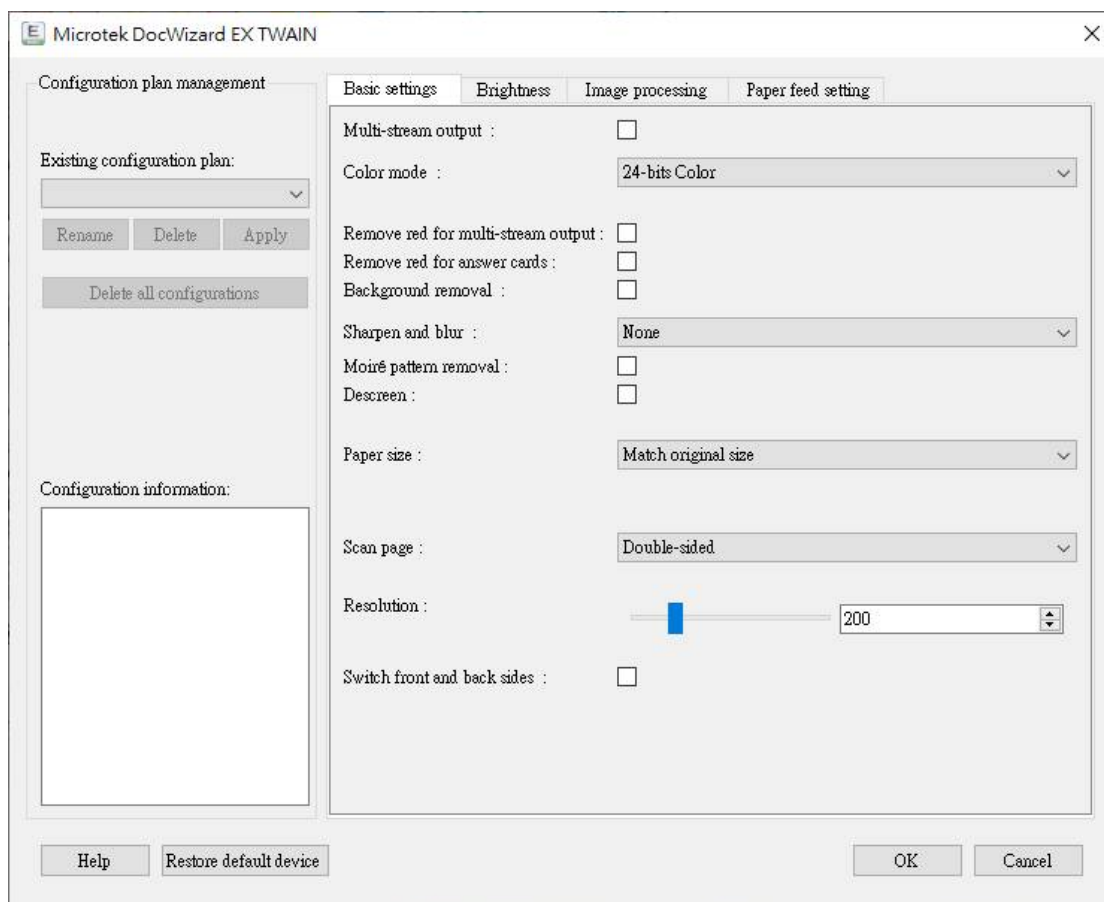 Microtek DocWizard EX TWAIN
Configuration plan management
Existing configuration plan:
Rename
Delete
Apply
Delete all configurations
Configuration information:
Basic settings
Brightness
Image processing
Paper feed setting
Multi-stream output :
Color mode :
24-bits Color
Remove red for multi-stream output :
Remove red for answer cards :
Background removal :
Sharpen and blur :
None
Moiré pattern removal :
Descreen :
Paper size :
Match original size
Scan page :
Double-sided
Resolution :
200
Switch front and back sides :
Help
Restore default device
OK
Cancel